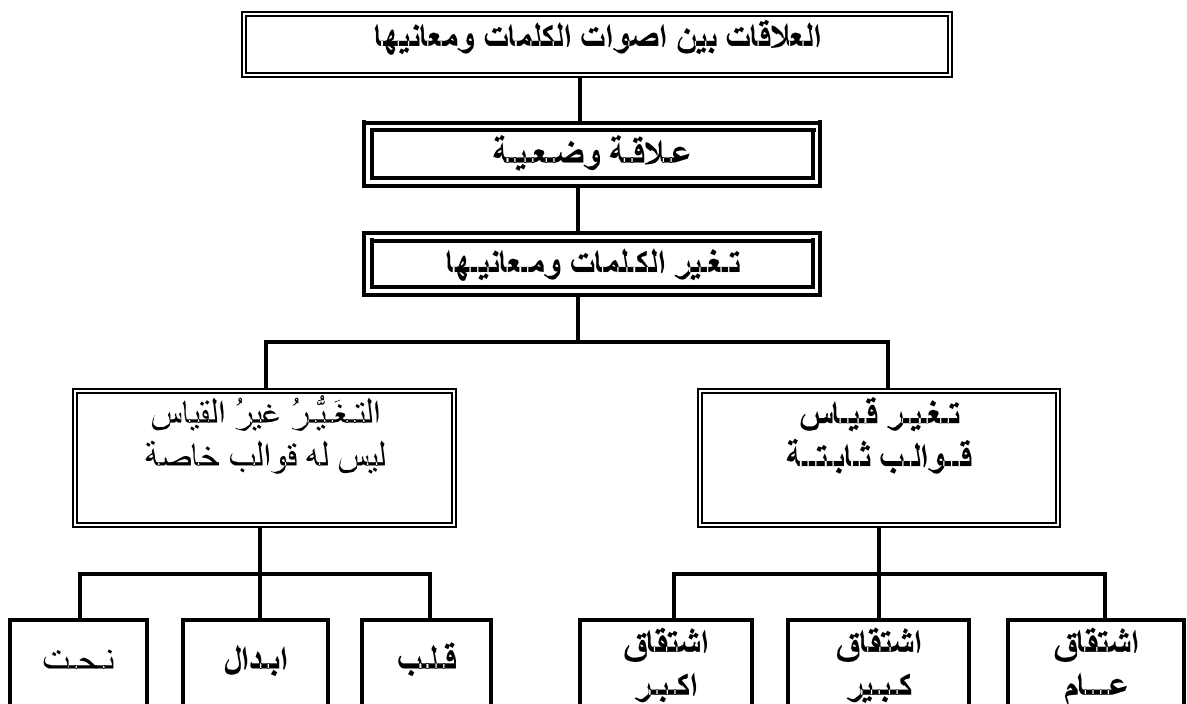 العلاقات بين اصوات الكلمات ومعانيها
علاقة وضعية
تغير الكلمات ومعانيها
تغير قياس
قوالب ثابتة
التغَيُّرُ غيرُ القياس
ليس له قوالب خاصة
اشتقاق
عام
اشتقاق
كبير
اشتقاق
اكبر
قلب
ابدال
نحت